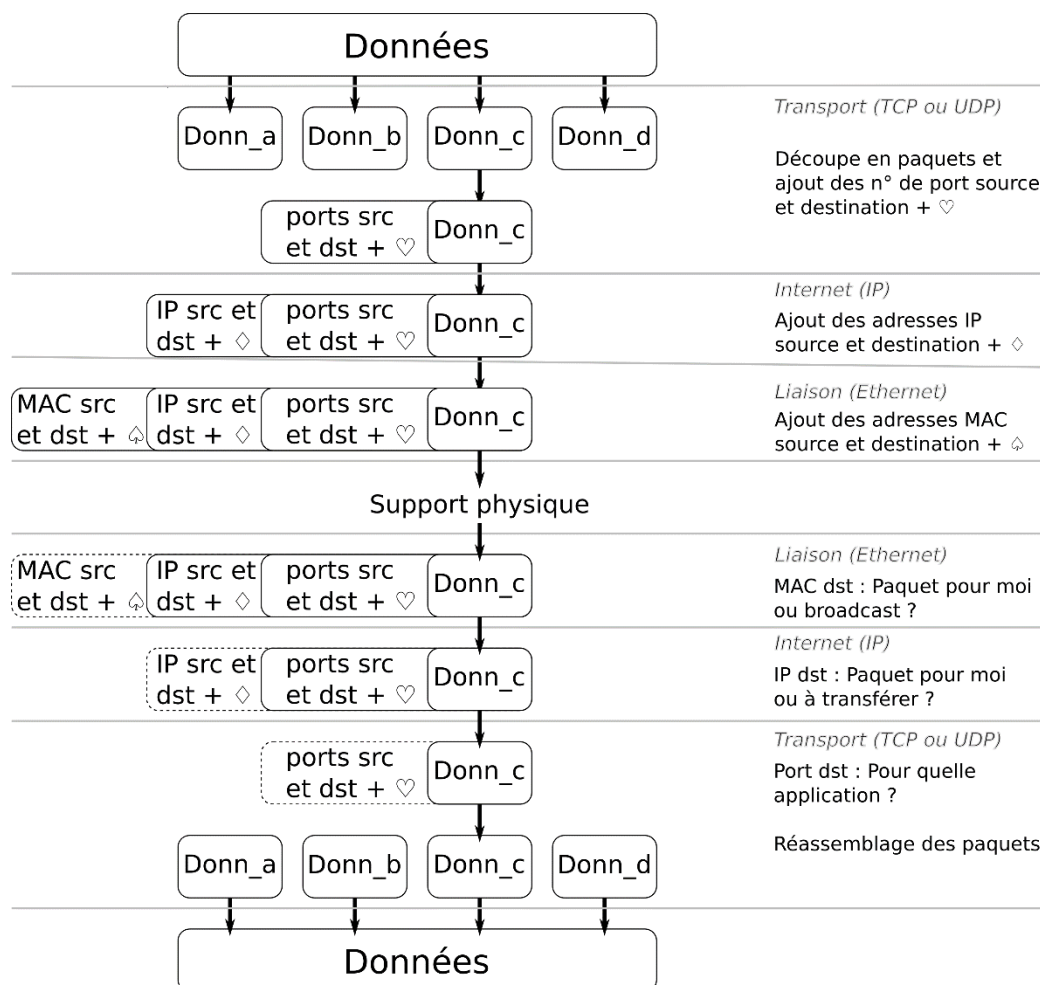 Données
Donn_a Donn_b Donn_c Donn_d
Transport (TCP ou UDP)
Découpe en paquets et
ajout des n° de port source
et destination + ♡
ports src
et dst + ♡
Donn_c
IP src et
dst + ♢
ports src
et dst + ♡
Donn_c
Internet (IP)
Ajout des adresses IP
source et destination + ♢
MAC src
et dst + ♤
IP src et
dst + ♢
ports src
et dst + ♡
Donn_c
Liaison (Ethernet)
Ajout des adresses MAC
source et destination + ♤
Support physique
MAC src
et dst + ♤
IP src et
dst + ♢
ports src
et dst + ♡
Donn_c
Liaison (Ethernet)
MAC dst : Paquet pour moi
ou broadcast ?
IP src et
dst + ♢
ports src
et dst + ♡
Donn_c
Internet (IP)
IP dst : Paquet pour moi
ou à transférer ?
ports src
et dst + ♡
Donn_c
Transport (TCP ou UDP)
Port dst : Pour quelle
application ?
Réassemblage des paquets
Donn_a Donn_b Donn_c Donn_d
Données